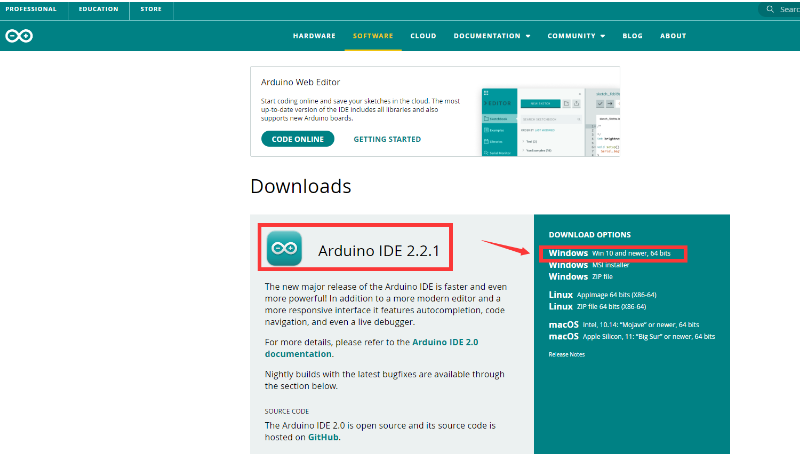 PROFESSIONAL EDUCATION STORE
Searc
HARDWARE SOFTWARE CLOUD DOCUMENTATION COMMUNITY BLOG ABOUT
Arduino Web Editor
Start coding online and save your sketches in the cloud. The most
up-to-date version of the IDE includes all libraries and also
supports new Arduino boards.
CODE ONLINE GETTING STARTED
EDITOR
Downloads
Arduino IDE 2.2.1
The new major release of the Arduino IDE is faster and even
more powerful! In addition to a more modern editor and a
more responsive interface it features autocompletion, code
navigation, and even a live debugger.
For more details, please refer to the Arduino IDE 2.0
documentation.
Nightly builds with the latest bugfixes are available through
the section below.
SOURCE CODE
The Arduino IDE 2.0 is open source and its source code is
hosted on GitHub.
DOWNLOAD OPTIONS
Windows Win 10 and newer, 64 bits
Windows MSI installer
Windows ZIP file
Linux AppImage 64 bits (X86-64)
Linux ZIP file 64 bits (X86-64)
macOS Intel, 10.14: "Mojave" or newer, 64 bits
macOS Apple Silicon, 11: "Big Sur" or newer, 64 bits
Release Notes